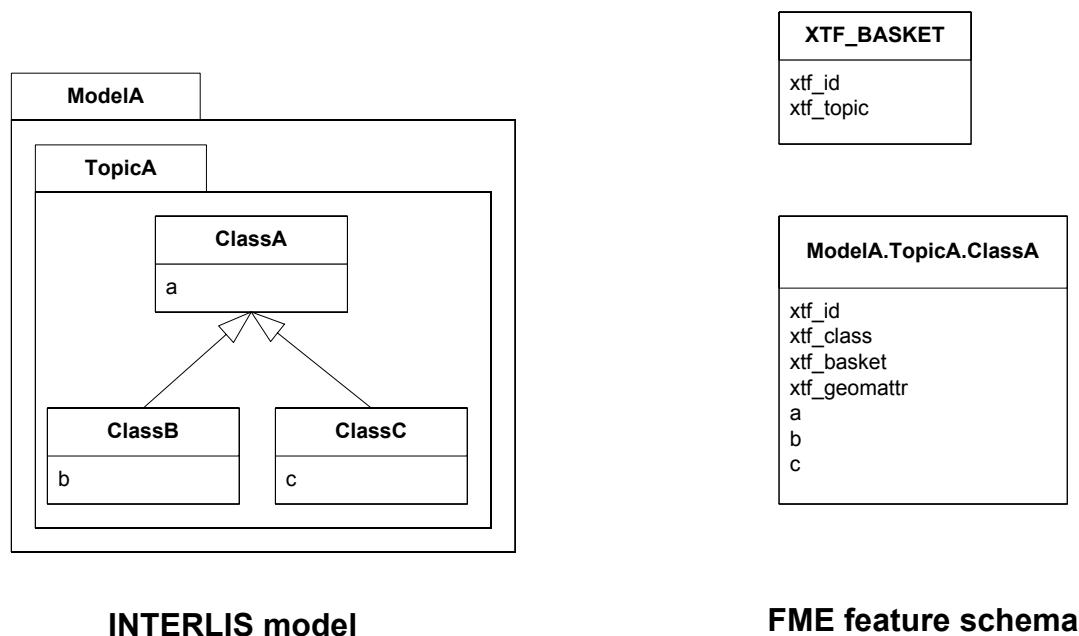 ModelA
TopicA
ClassA
a
ClassB
b
ClassC
c
INTERLIS model
XTF_BASKET
xtf_id
xtf_topic
ModelA.TopicA.ClassA
xtf_id
xtf_class
xtf_basket
xtf_geomattr
a
b
c
FME feature schema